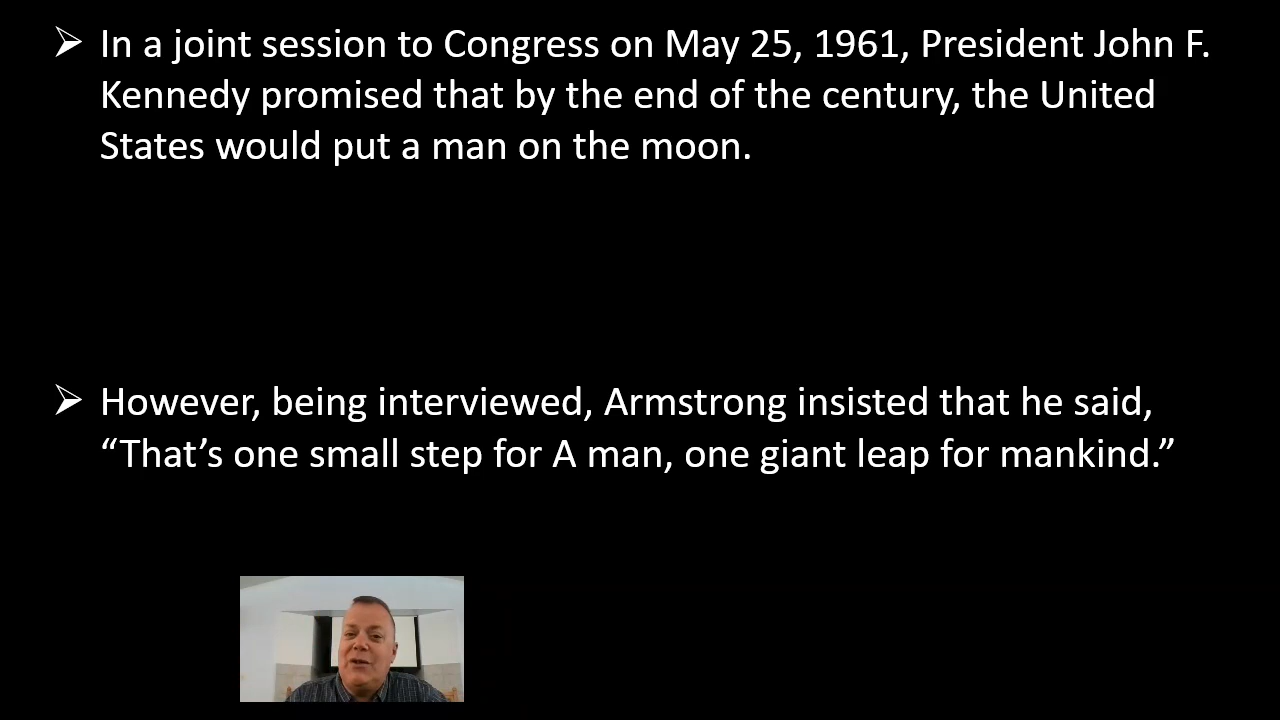 In a joint session to Congress on May 25, 1961, President John F.
Kennedy promised that by the end of the century, the United
States would put a man on the moon.
However, being interviewed, Armstrong insisted that he said,
“That’s one small step for A man, one giant leap for mankind.”